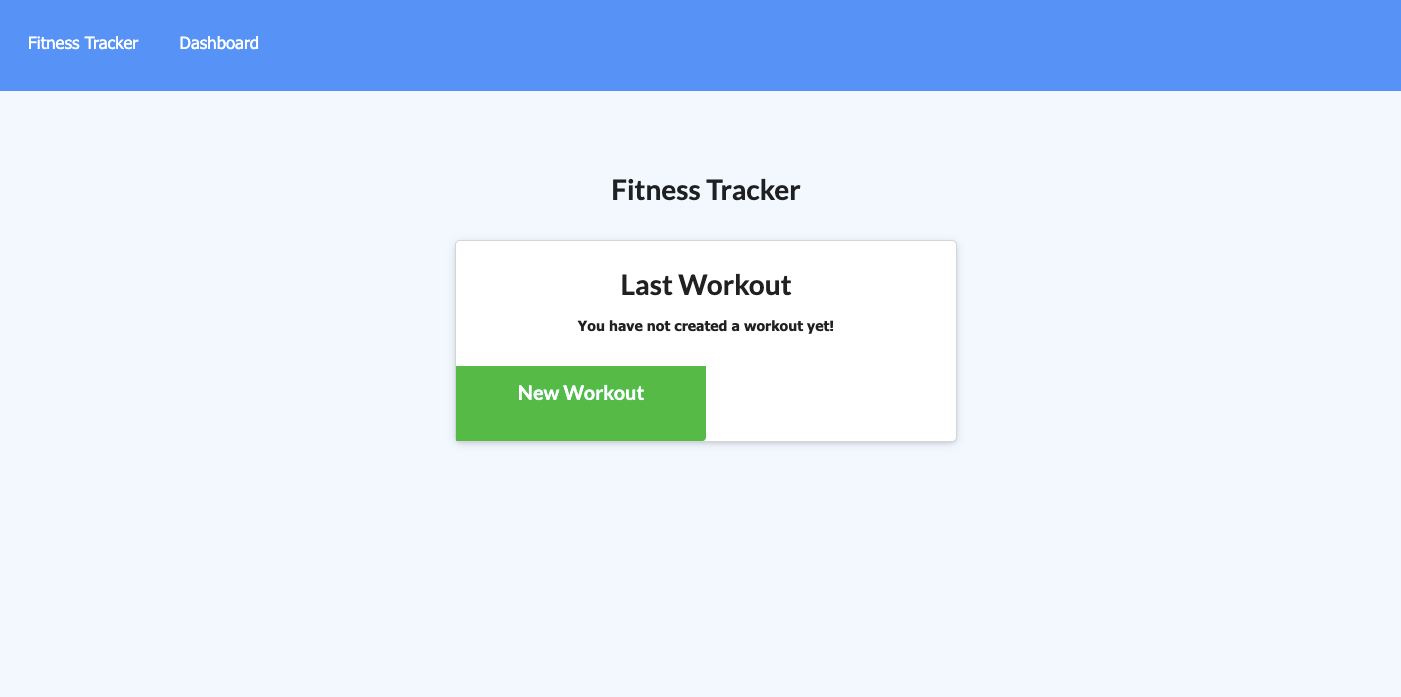 Fitness Tracker Dashboard
Fitness Tracker
Last Workout
You have not created a workout yet!
New Workout